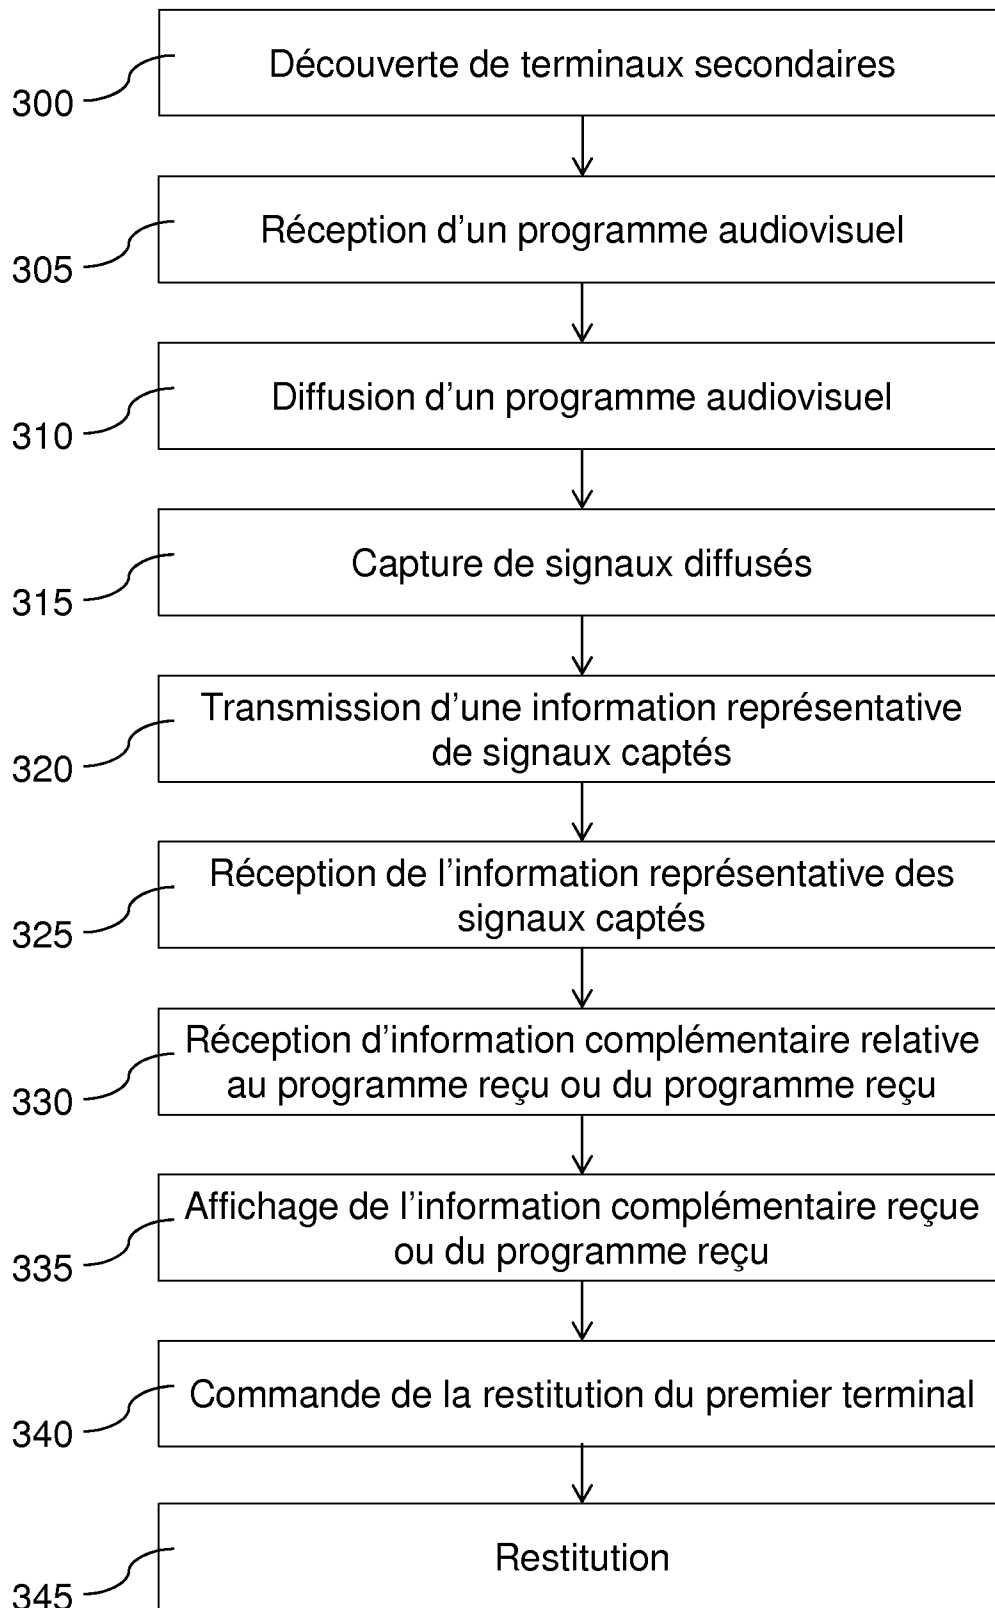 Découverte de terminaux secondaires
300
Réception d'un programme audiovisuel
305
Diffusion d'un programme audiovisuel
310
Capture de signaux diffusés
315
Transmission d'une information représentative
de signaux captés
320
Réception de l'information représentative des
signaux captés
325
Réception d'information complémentaire relative
au programme reçu ou du programme reçu
330
Affichage de l'information complémentaire reçue
ou du programme reçu
335
Commande de la restitution du premier terminal
340
Restitution
345